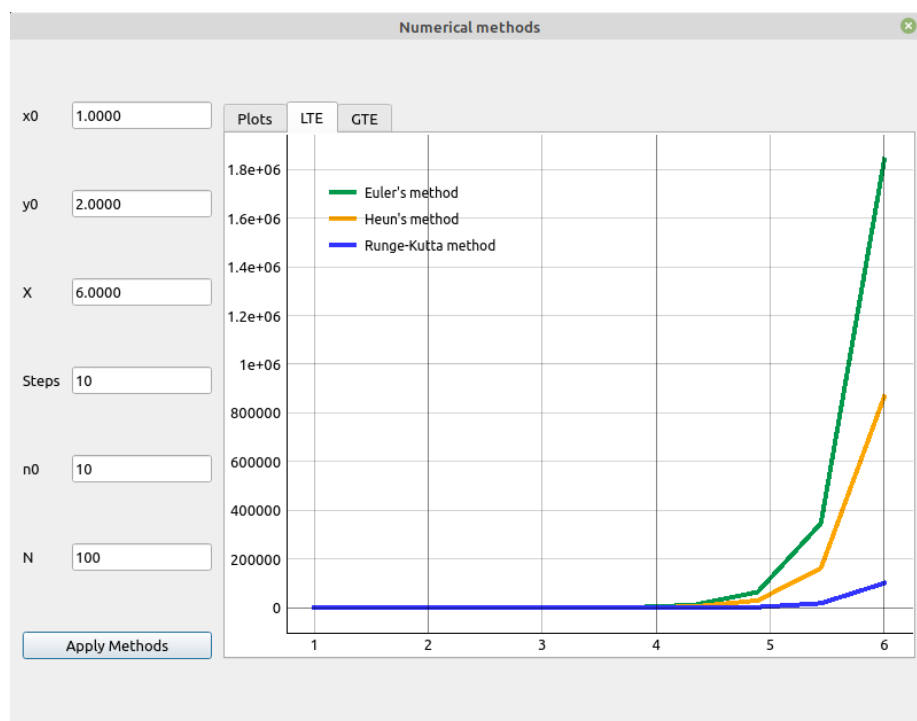 Numerical methods
x0 1.0000
y0 2.0000
X 6.0000
Steps 10
n0 10
N 100
Apply Methods
Plots LTE GTE
Euler's method
Heun's method
Runge-Kutta method
1.8e+06
1.6e+06
1.4e+06
1.2e+06
1e+06
800000
600000
400000
200000
0
1 2 3 4 5 6